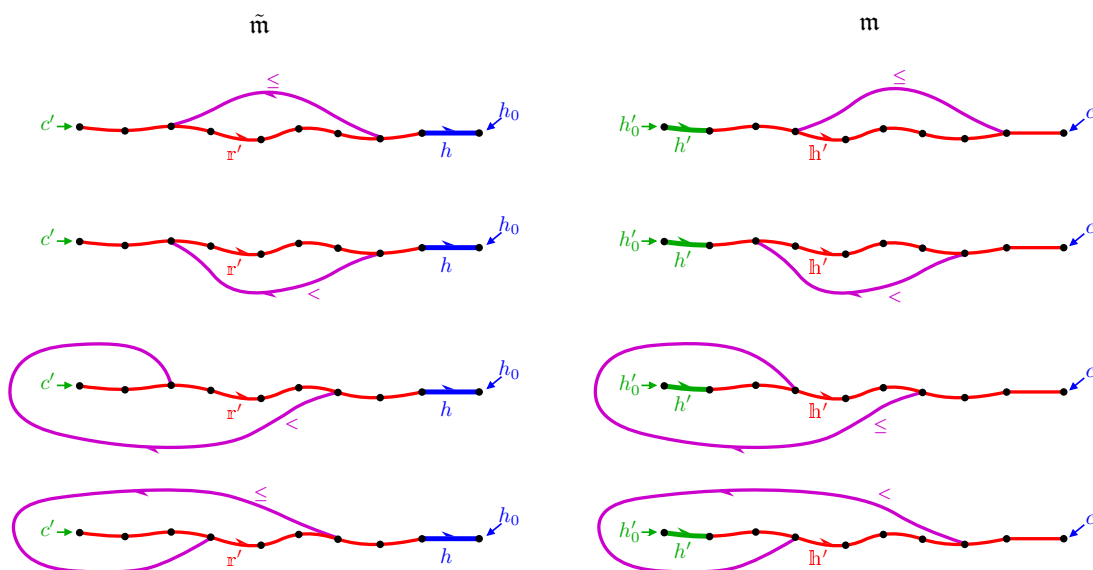 𝔪̃ 𝔪
≤ ≤
c′ 𝕣′ h h₀ h′₀ h′ 𝕙′ c
c′ 𝕣′ h h₀ h′₀ h′ 𝕙′ c
< <
c′ 𝕣′ h h₀ h′₀ h′ 𝕙′ c
< ≤
≤ <
c′ 𝕣′ h h₀ h′₀ h′ 𝕙′ c